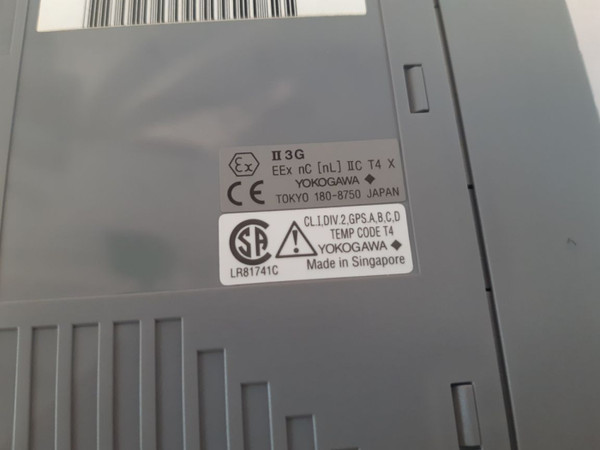 Ex
II 3G
EEx nC [nL] IIC T4 X
CE
YOKOGAWA
TOKYO 180-8750 JAPAN
CL.I,DIV.2,GPS.A,B,C,D
TEMP CODE T4
SA
YOKOGAWA
LR81741C
Made in Singapore